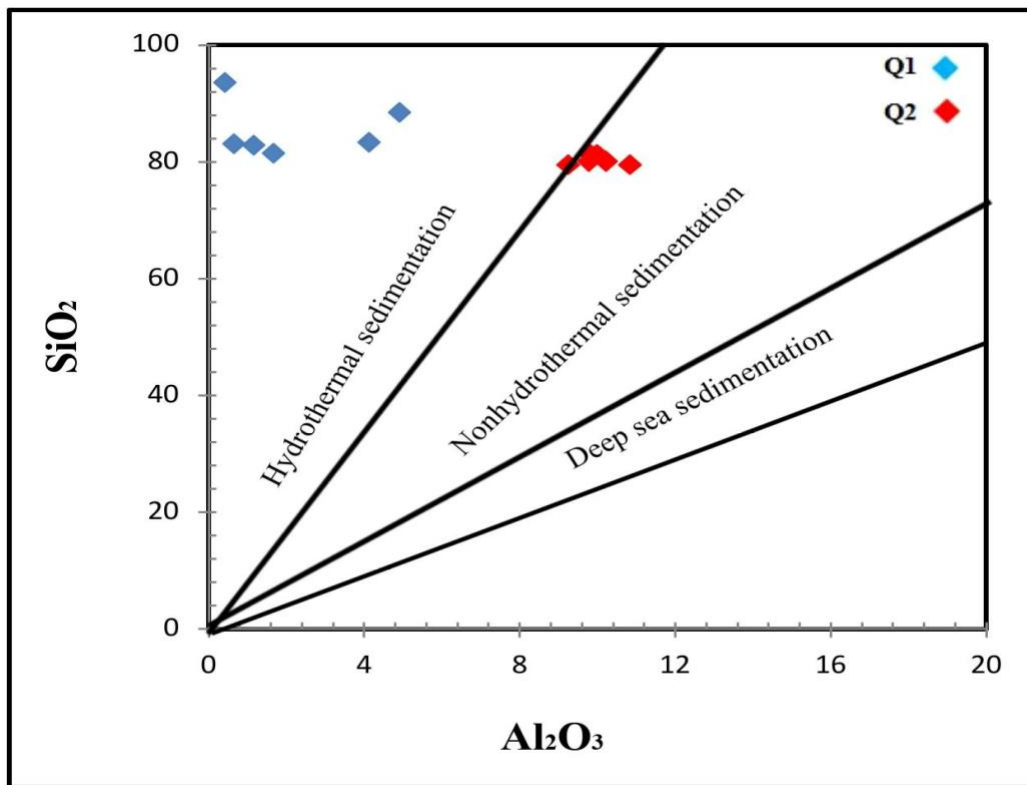 100
80
60
40
20
0
SiO₂
Q1
Q2
Hydrothermal sedimentation
Nonhydrothermal sedimentation
Deep sea sedimentation
0 4 8 12 16 20
Al₂O₃